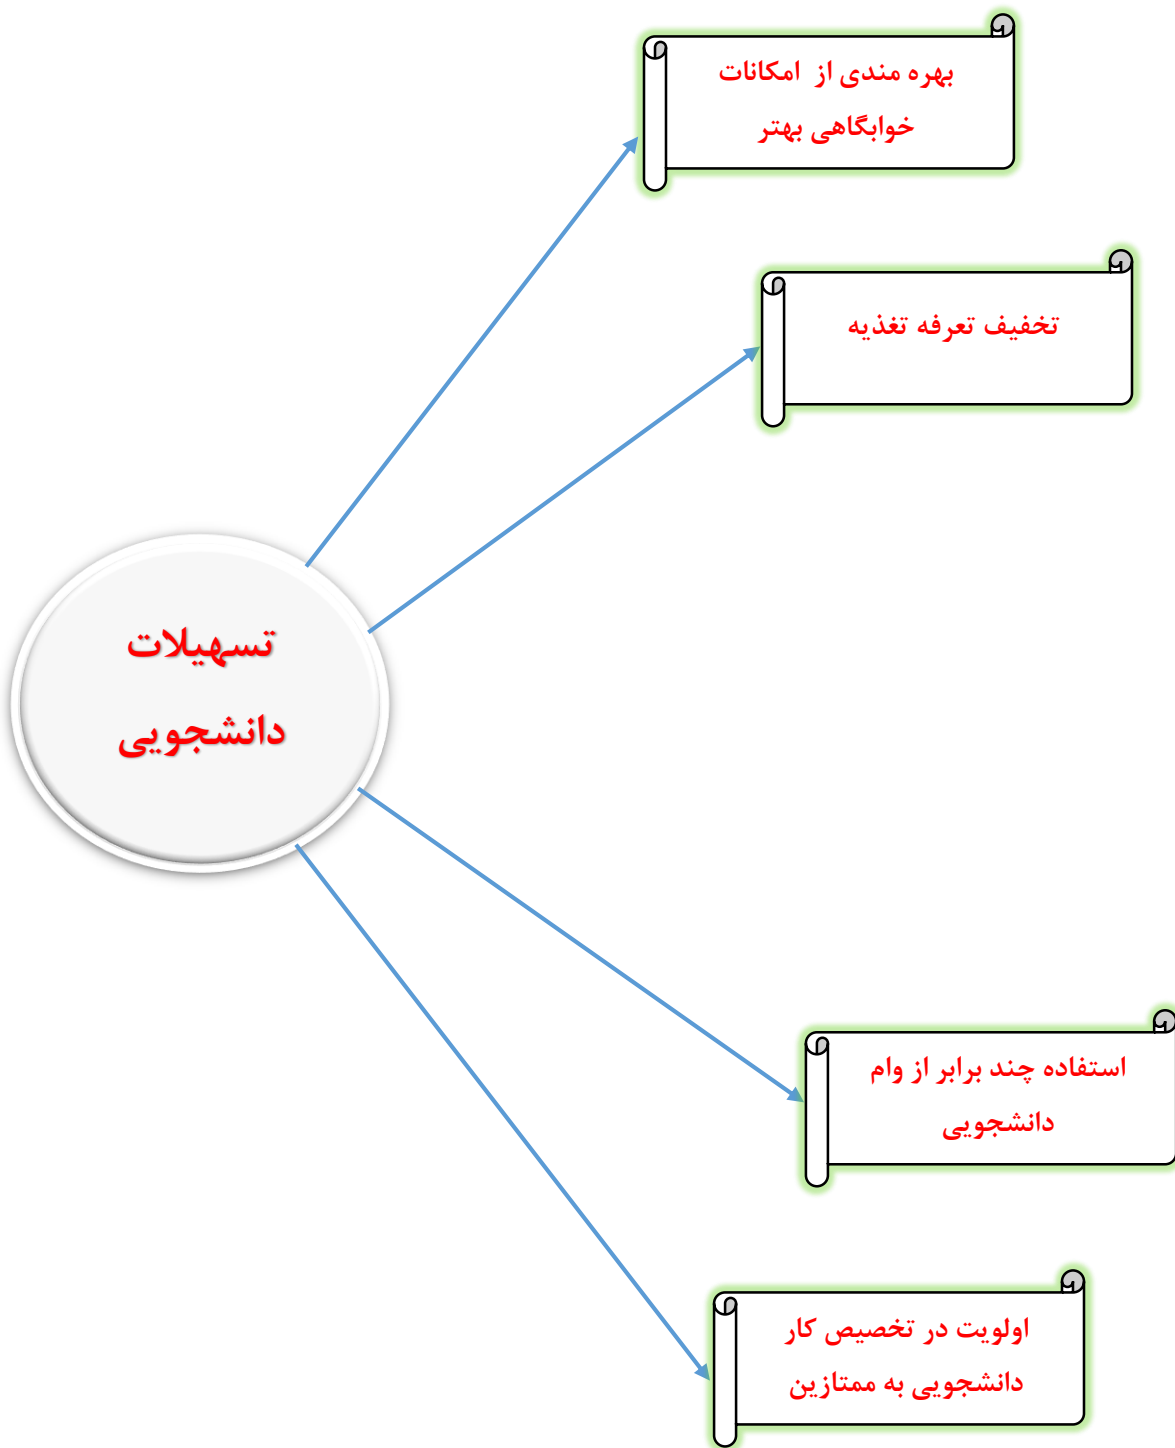 بهره مندی از امکانات
خوابگاهی بهتر
تخفیف تعرفه تغذیه
تسهیلات
دانشجویی
استفاده چند برابر از وام
دانشجویی
اولویت در تخصیص کار
دانشجویی به ممتازین